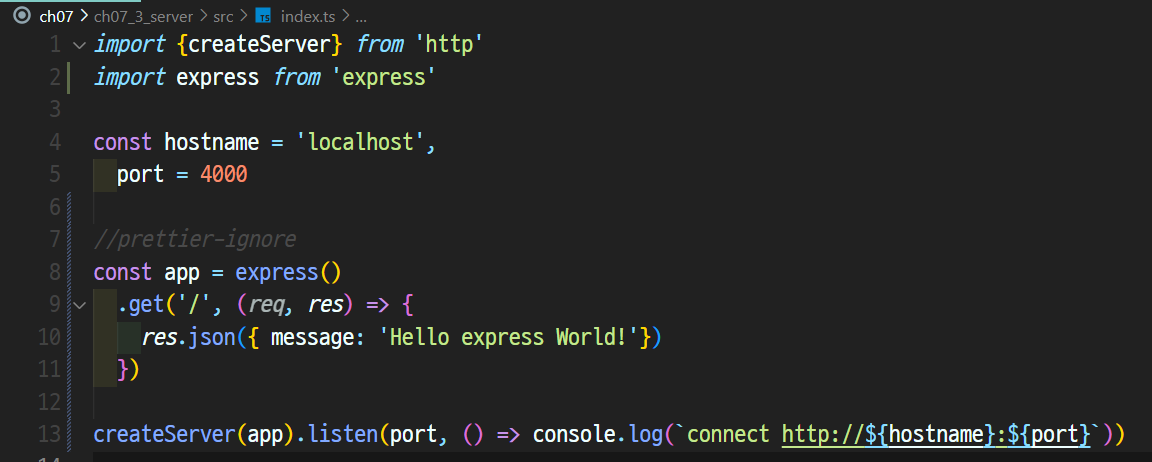 ch07 > ch07_3_server > src > TS index.ts > ...
1 import {createServer} from 'http'
2 import express from 'express'
3
4 const hostname = 'localhost',
5   port = 4000
6
7 //prettier-ignore
8 const app = express()
9   .get('/', (req, res) => {
10     res.json({ message: 'Hello express World!'})
11   })
12
13 createServer(app).listen(port, () => console.log(`connect http://${hostname}:${port}`))
14